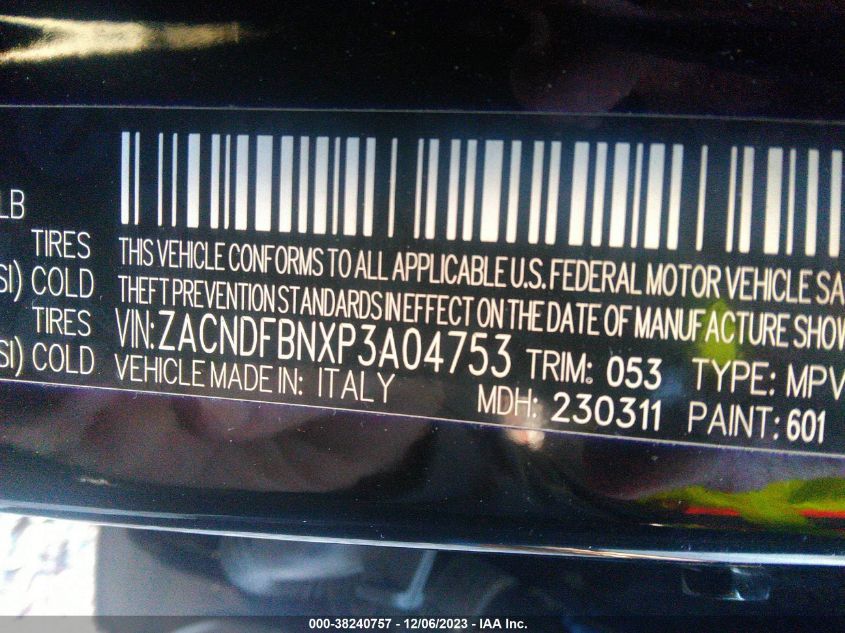 LB
TIRES
SI) COLD
TIRES
SI) COLD
THIS VEHICLE CONFORMS TO ALL APPLICABLE U.S. FEDERAL MOTOR VEHICLE SA
THEFT PREVENTION STANDARDS IN EFFECT ON THE DATE OF MANUFACTURE SHOW
VIN: ZACNDFBNXP3A04753 TRIM: 053 TYPE: MPV
VEHICLE MADE IN: ITALY MDH: 230311 PAINT: 601
000-38240757 - 12/06/2023 - IAA Inc.